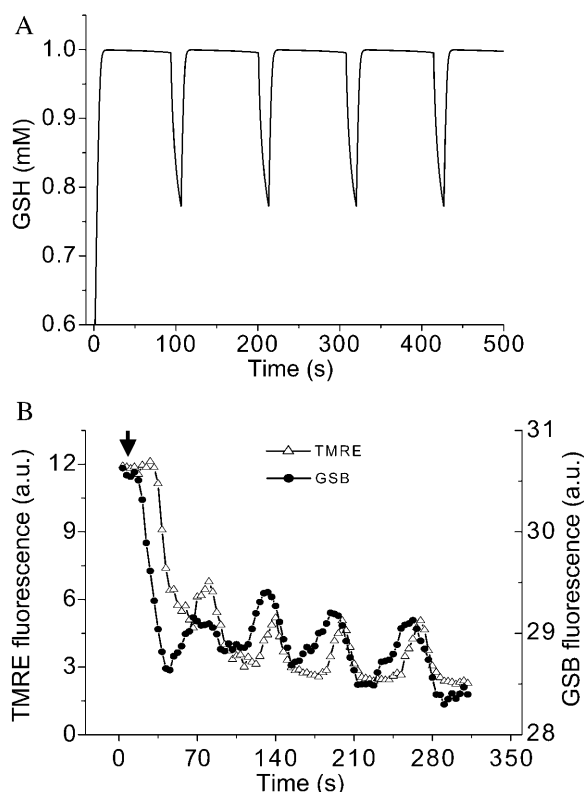 A
GSH (mM)
1.0
0.9
0.8
0.7
0.6
0 100 200 300 400 500
Time (s)
B
TMRE fluorescence (a.u.)
12
9
6
3
0
TMRE
GSB
31
30
29
28
GSB fluorescence (a.u.)
0 70 140 210 280 350
Time (s)